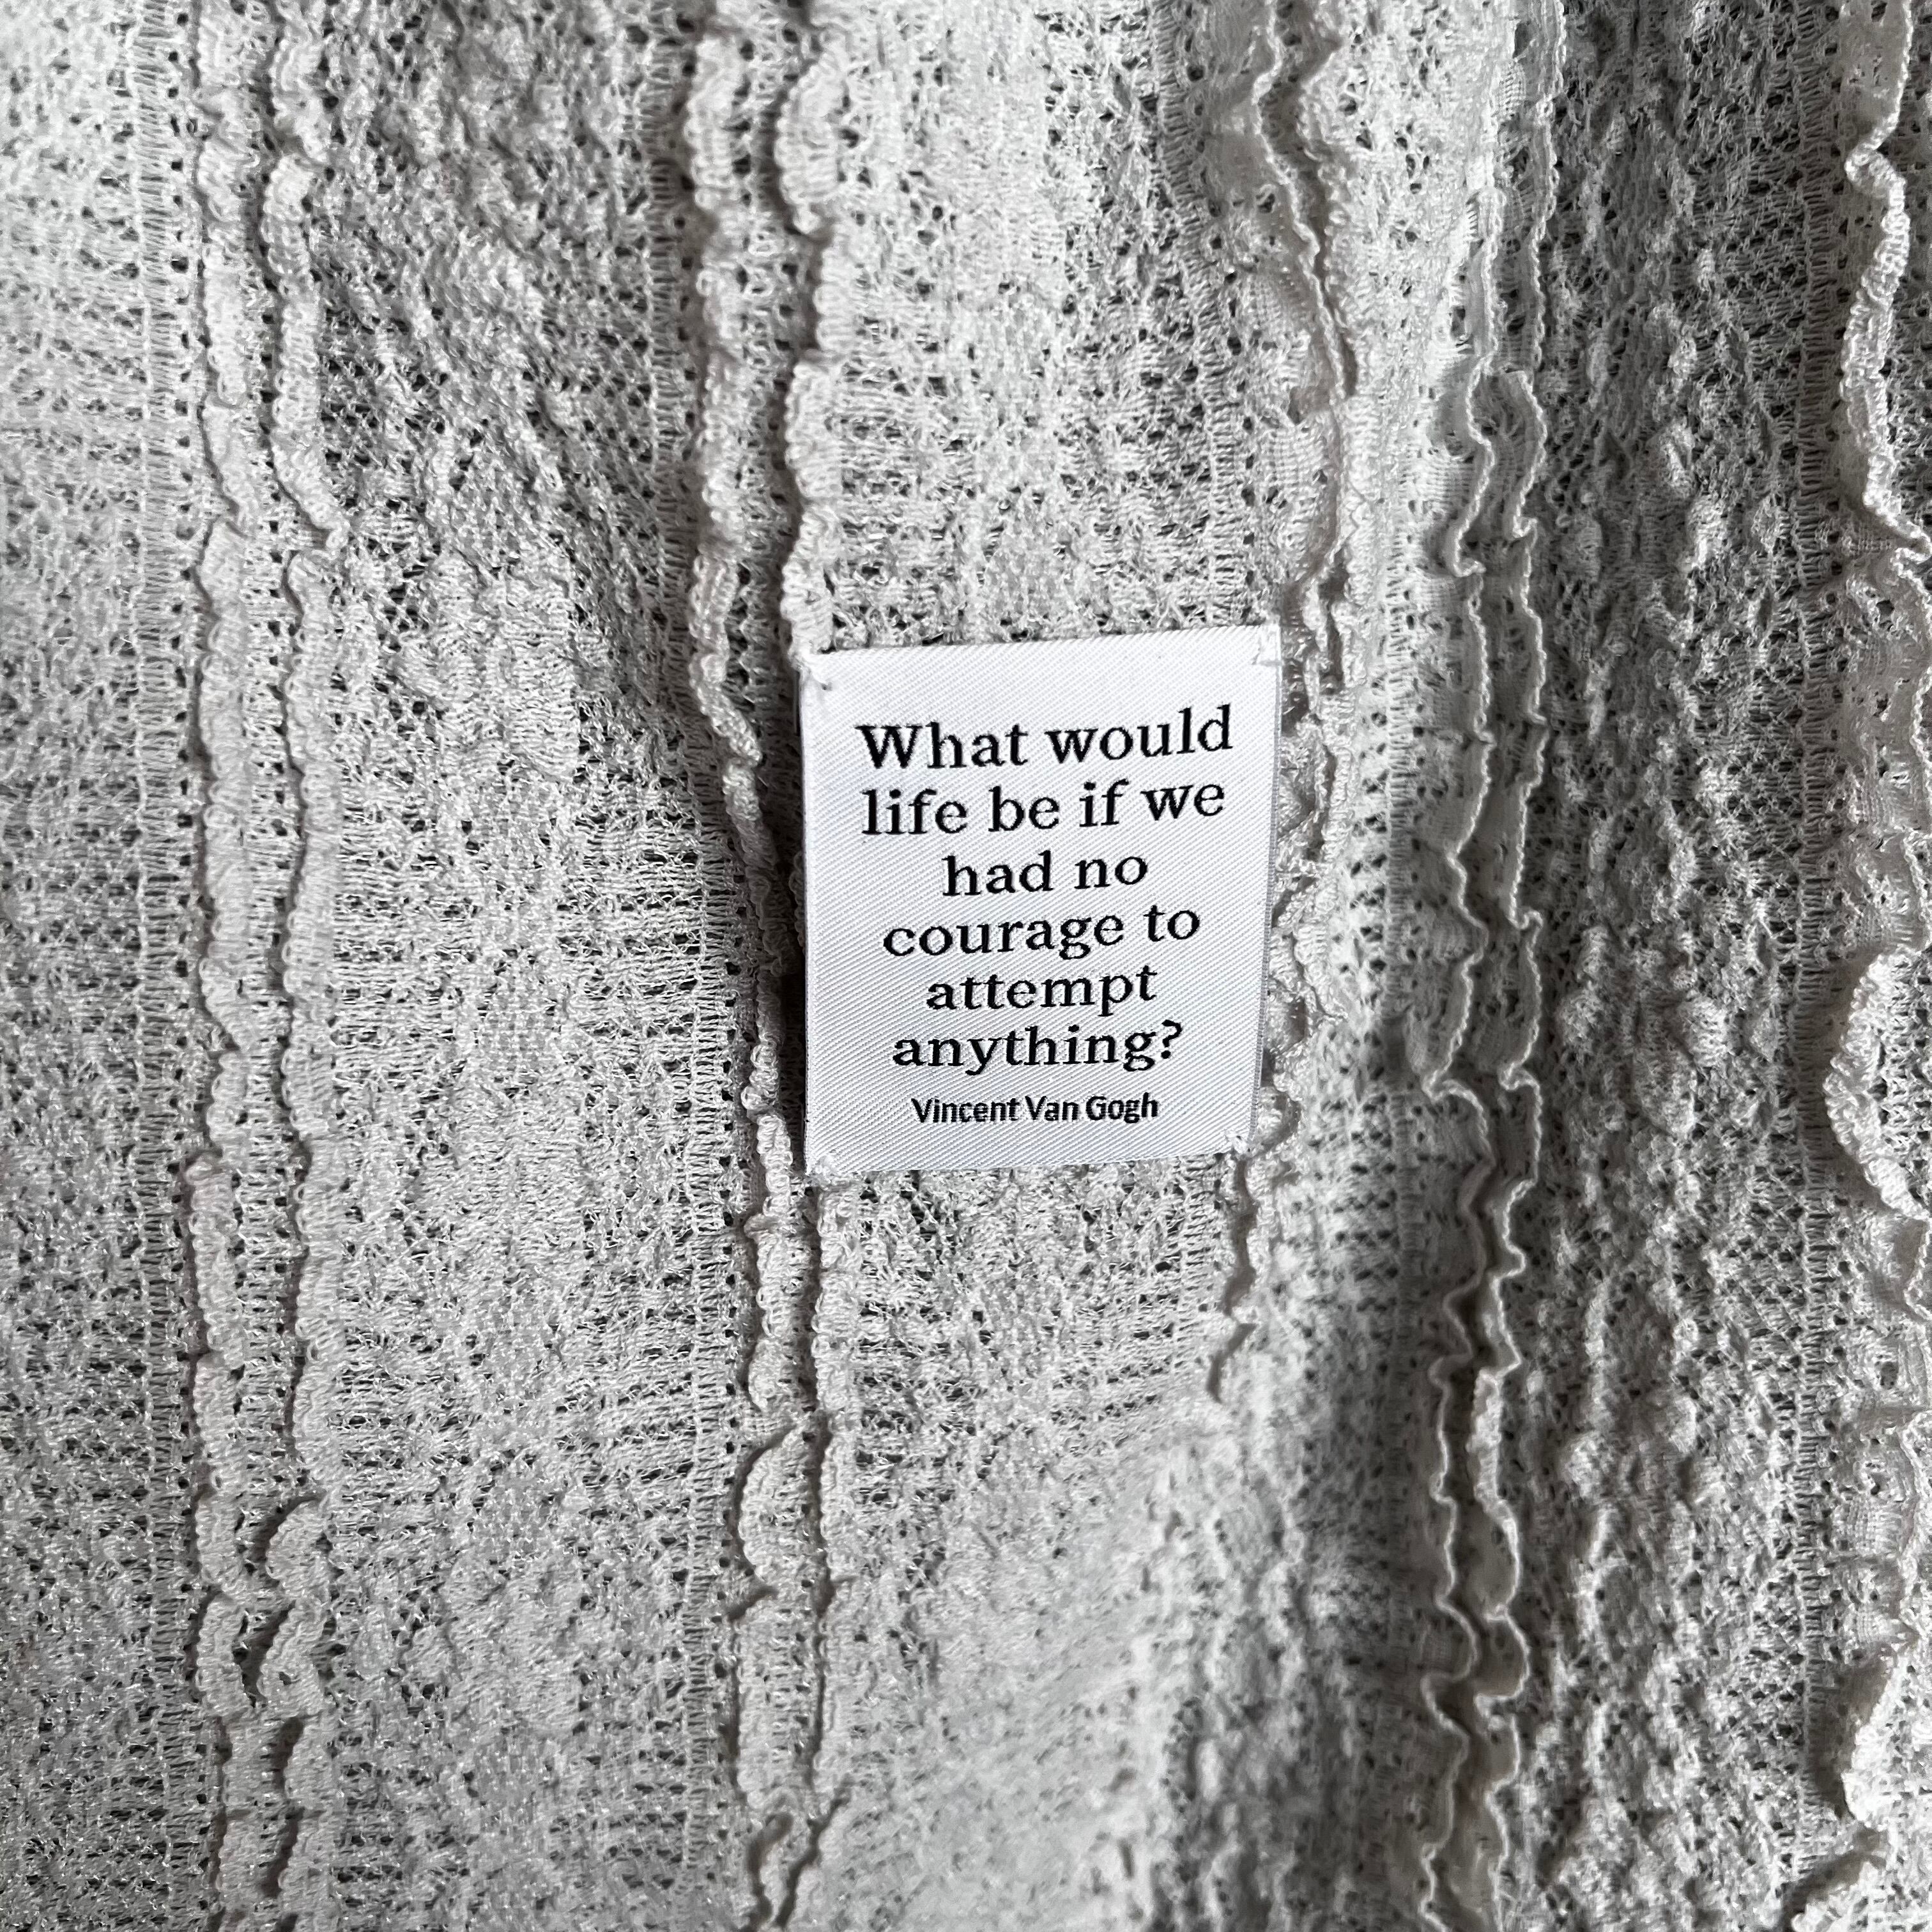 What would
life be if we
had no
courage to
attempt
anything?
Vincent Van Gogh